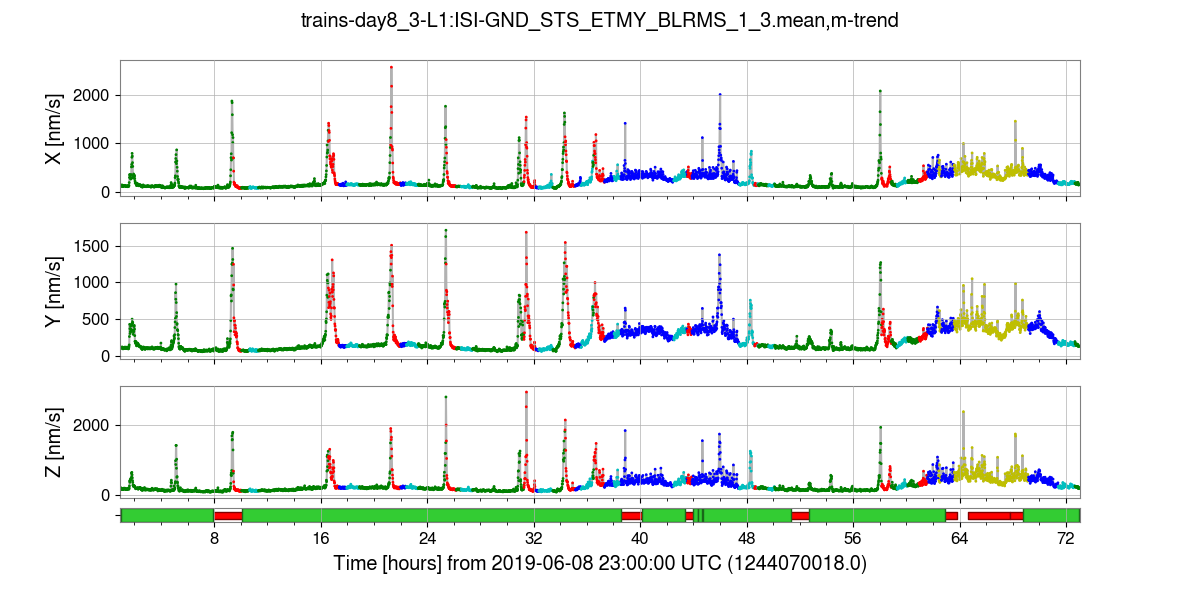 trains-day8_3-L1:ISI-GND_STS_ETMY_BLRMS_1_3.mean,m-trend
X [nm/s]
2000
1000
0
Y [nm/s]
1500
1000
500
0
Z [nm/s]
2000
0
8 16 24 32 40 48 56 64 72
Time [hours] from 2019-06-08 23:00:00 UTC (1244070018.0)